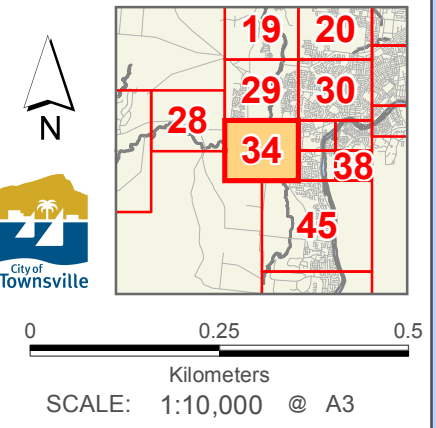 19 20
29 30
28
34
38
45
N
City of
Townsville
0 0.25 0.5
Kilometers
SCALE: 1:10,000 @ A3